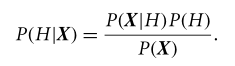 P(H|X) = P(X|H)P(H) / P(X).